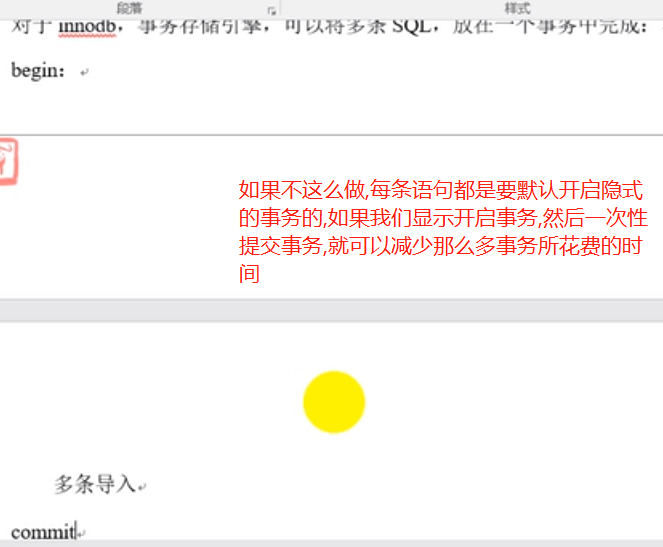 段落
样式
对于 innodb，事务存储引擎，可以将多条 SQL，放在一个事务中完成：
begin：
如果不这么做,每条语句都是要默认开启隐式
的事务的,如果我们显示开启事务,然后一次性
提交事务,就可以减少那么多事务所花费的时
间
多条导入
commit